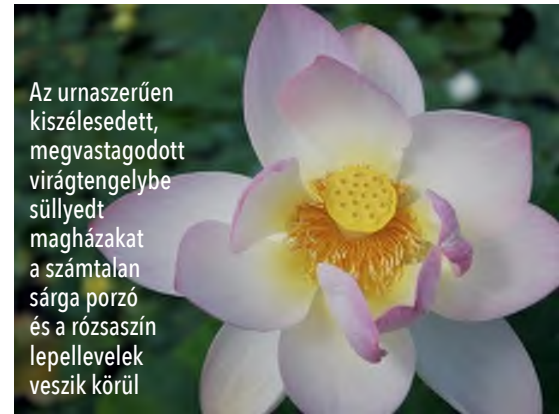 Az urnaszerűen
kiszélesedett,
megvastagodott
virágtengelybe
süllyedt
magházakat
a számtalan
sárga porzó
és a rózsaszín
lepellevelek
veszik körül